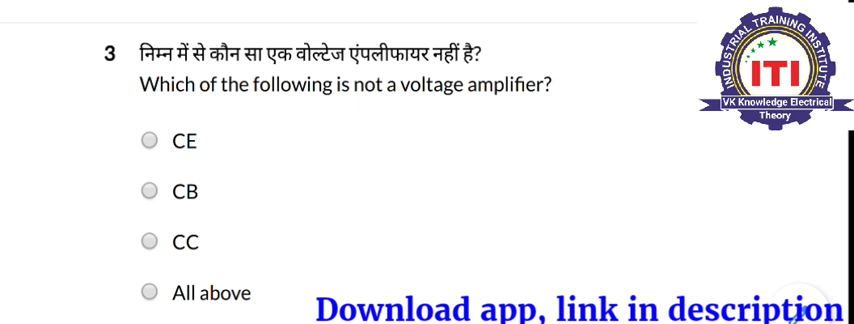 3 निम्न में से कौन सा एक वोल्टेज एंपलीफायर नहीं है?
Which of the following is not a voltage amplifier?
CE
CB
CC
All above
INDUSTRIAL TRAINING INSTITUTE
ITI
VK Knowledge Electrical
Theory
Download app, link in description